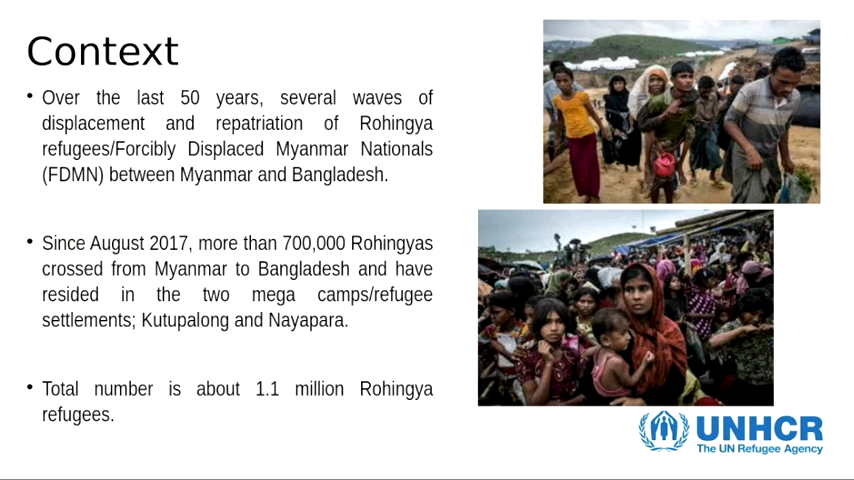 Context
• Over the last 50 years, several waves of
displacement and repatriation of Rohingya
refugees/Forcibly Displaced Myanmar Nationals
(FDMN) between Myanmar and Bangladesh.
• Since August 2017, more than 700,000 Rohingyas
crossed from Myanmar to Bangladesh and have
resided in the two mega camps/refugee
settlements; Kutupalong and Nayapara.
• Total number is about 1.1 million Rohingya
refugees.
UNHCR
The UN Refugee Agency